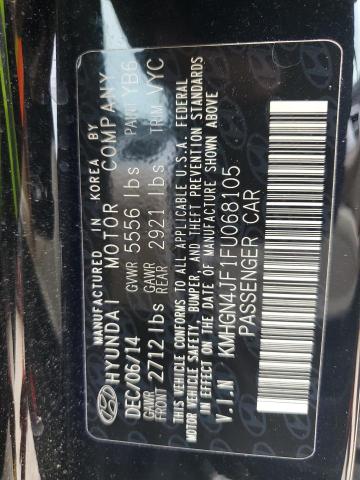 MANUFACTURED IN KOREA BY
HYUNDAI MOTOR COMPANY
DEC/06/14 GVWR 5556 lbs PAINT YB6
GAWR FRONT 2712 lbs GAWR REAR 2921 lbs TRIM VYC
THIS VEHICLE CONFORMS TO ALL APPLICABLE U.S.A. FEDERAL
MOTOR VEHICLE SAFETY, BUMPER, AND THEFT PREVENTION STANDARDS
IN EFFECT ON THE DATE OF MANUFACTURE SHOWN ABOVE
V.I.N KMHGN4JF1FU068105
PASSENGER CAR